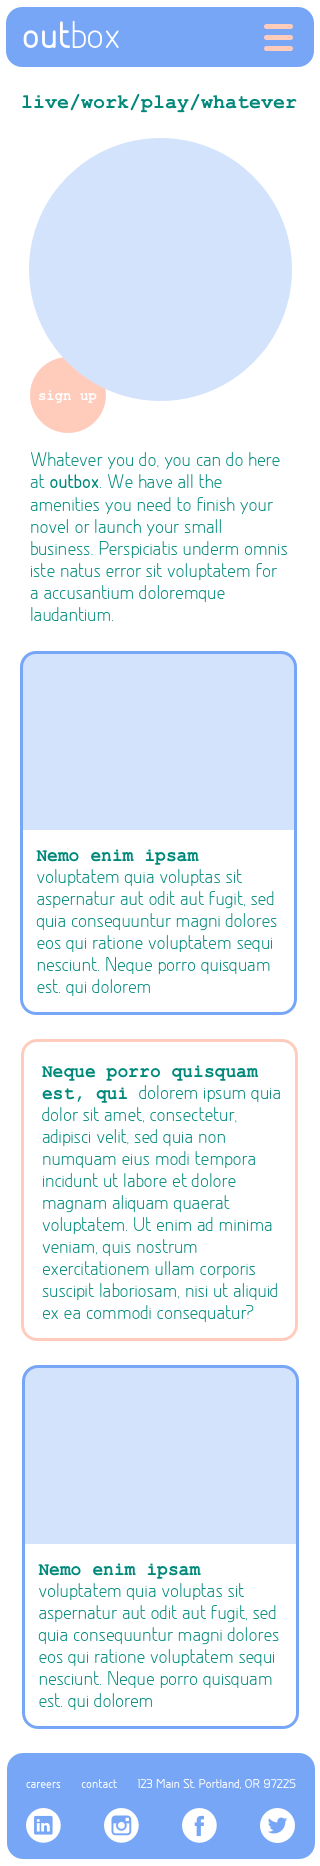 outbox
live/work/play/whatever
sign up
Whatever you do, you can do here
at outbox. We have all the
amenities you need to finish your
novel or launch your small
business. Perspiciatis underm omnis
iste natus error sit voluptatem for
a accusantium doloremque
laudantium.
Nemo enim ipsam
voluptatem quia voluptas sit
aspernatur aut odit aut fugit, sed
quia consequuntur magni dolores
eos qui ratione voluptatem sequi
nesciunt. Neque porro quisquam
est. qui dolorem
Neque porro quisquam
est, qui dolorem ipsum quia
dolor sit amet, consectetur,
adipisci velit, sed quia non
numquam eius modi tempora
incidunt ut labore et dolore
magnam aliquam quaerat
voluptatem. Ut enim ad minima
veniam, quis nostrum
exercitationem ullam corporis
suscipit laboriosam, nisi ut aliquid
ex ea commodi consequatur?
Nemo enim ipsam
voluptatem quia voluptas sit
aspernatur aut odit aut fugit, sed
quia consequuntur magni dolores
eos qui ratione voluptatem sequi
nesciunt. Neque porro quisquam
est. qui dolorem
careers contact 123 Main St. Portland, OR 97225